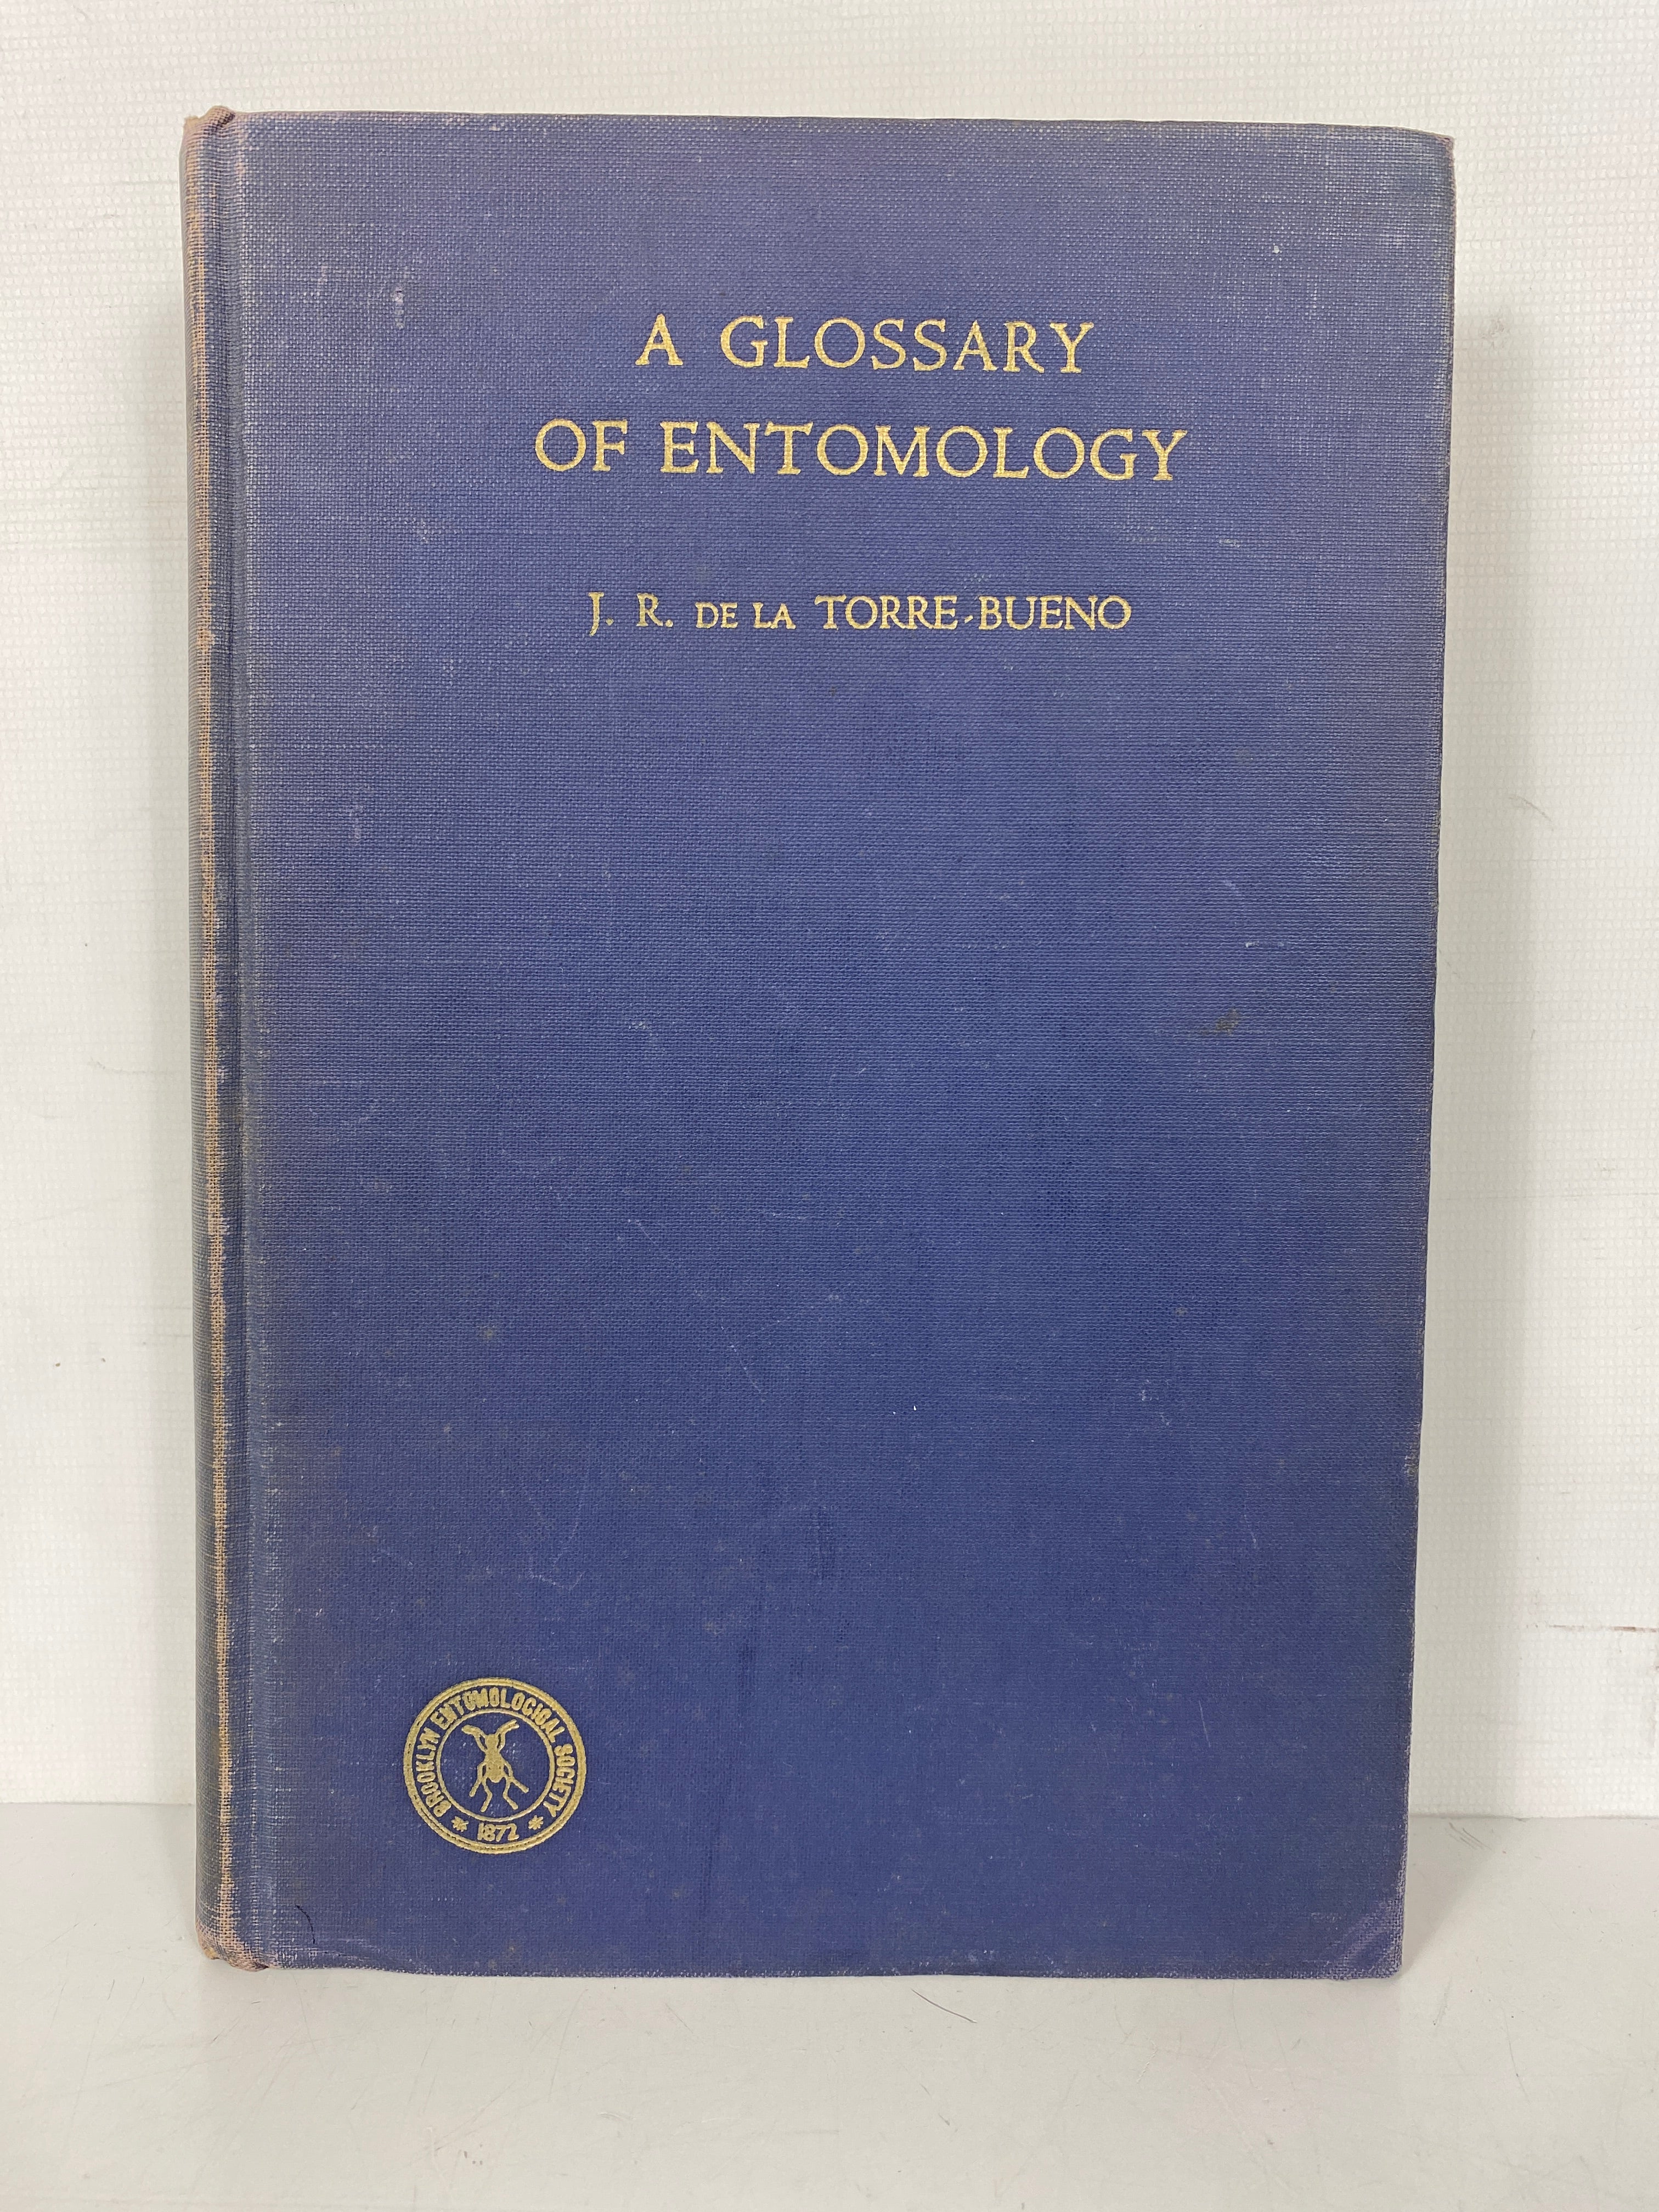 A GLOSSARY
OF ENTOMOLOGY
J. R. DE LA TORRE-BUENO
BROOKLYN ENTOMOLOGICAL SOCIETY
* 1872 *